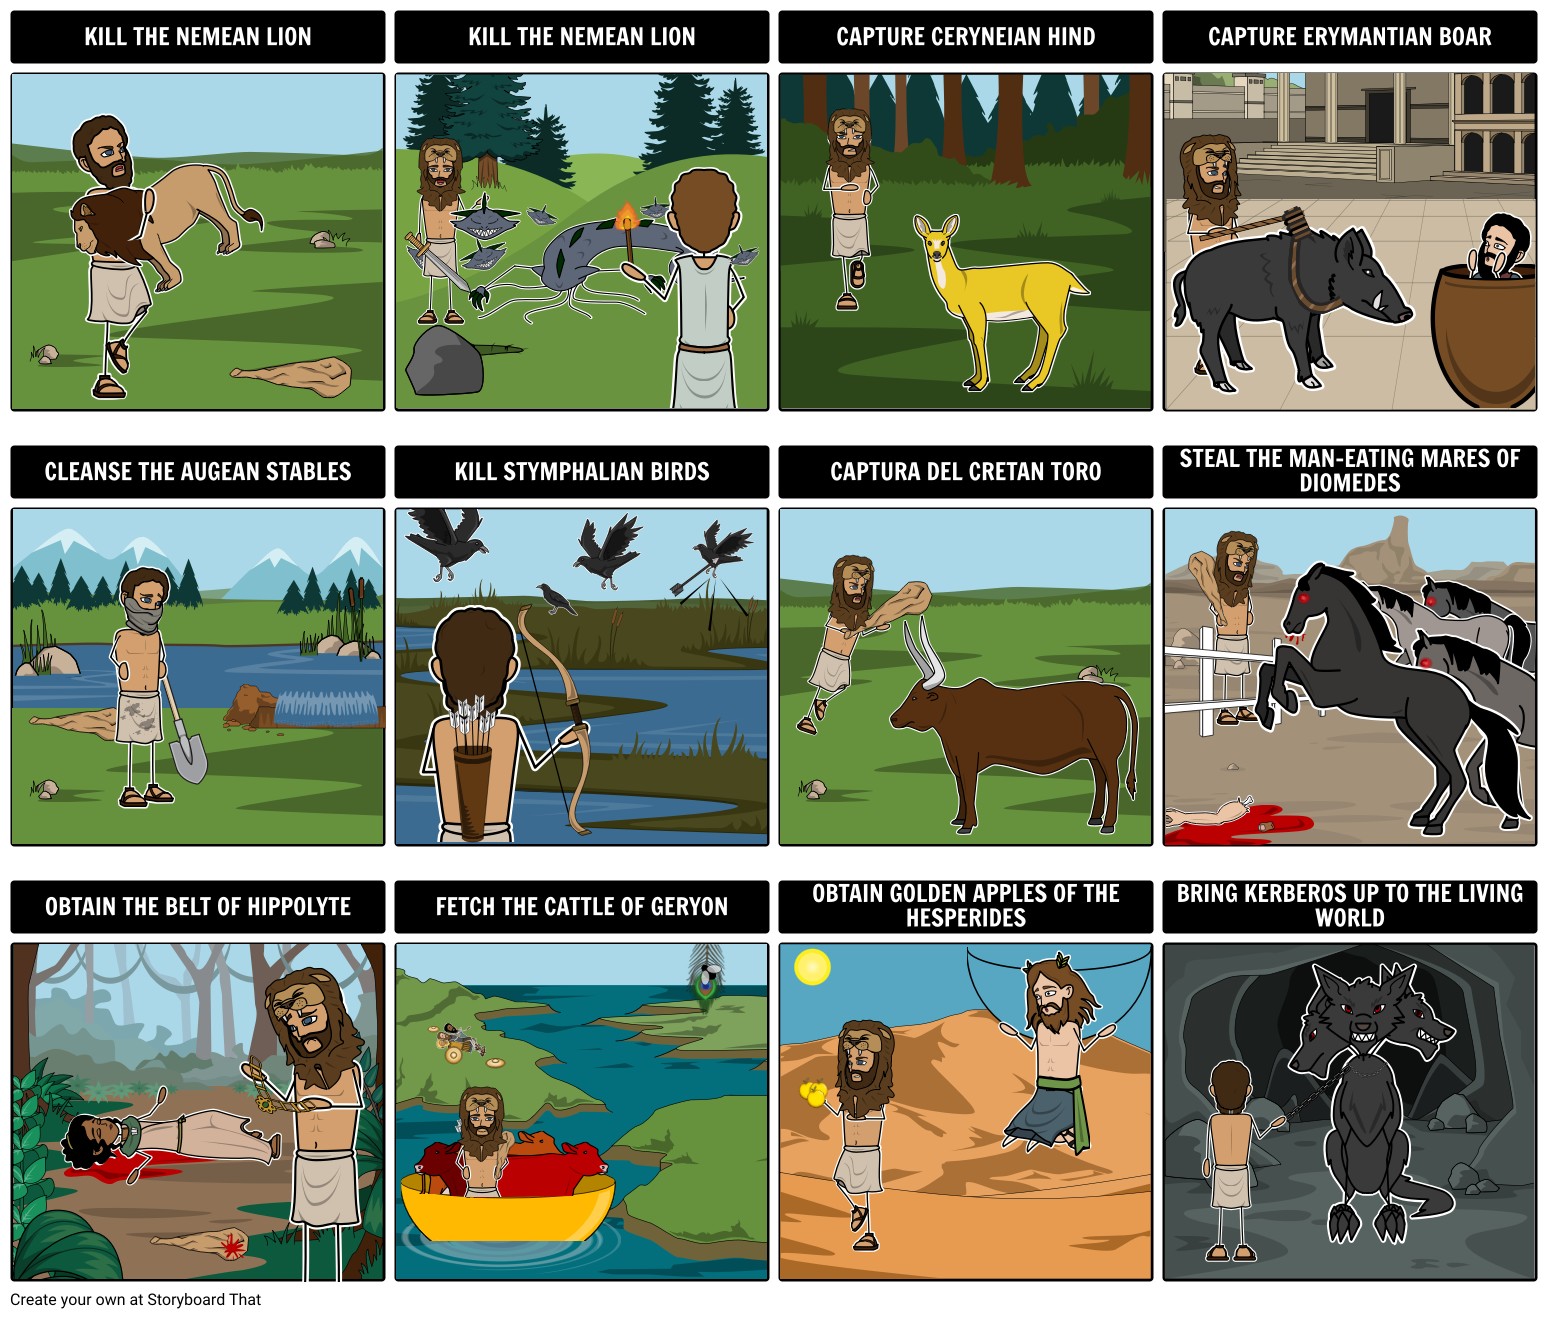 KILL THE NEMEAN LION
KILL THE NEMEAN LION
CAPTURE CERYNEIAN HIND
CAPTURE ERYMANTIAN BOAR
CLEANSE THE AUGEAN STABLES
KILL STYMPHALIAN BIRDS
CAPTURA DEL CRETAN TORO
STEAL THE MAN-EATING MARES OF
DIOMEDES
OBTAIN THE BELT OF HIPPOLYTE
FETCH THE CATTLE OF GERYON
OBTAIN GOLDEN APPLES OF THE
HESPERIDES
BRING KERBEROS UP TO THE LIVING
WORLD
Create your own at Storyboard That